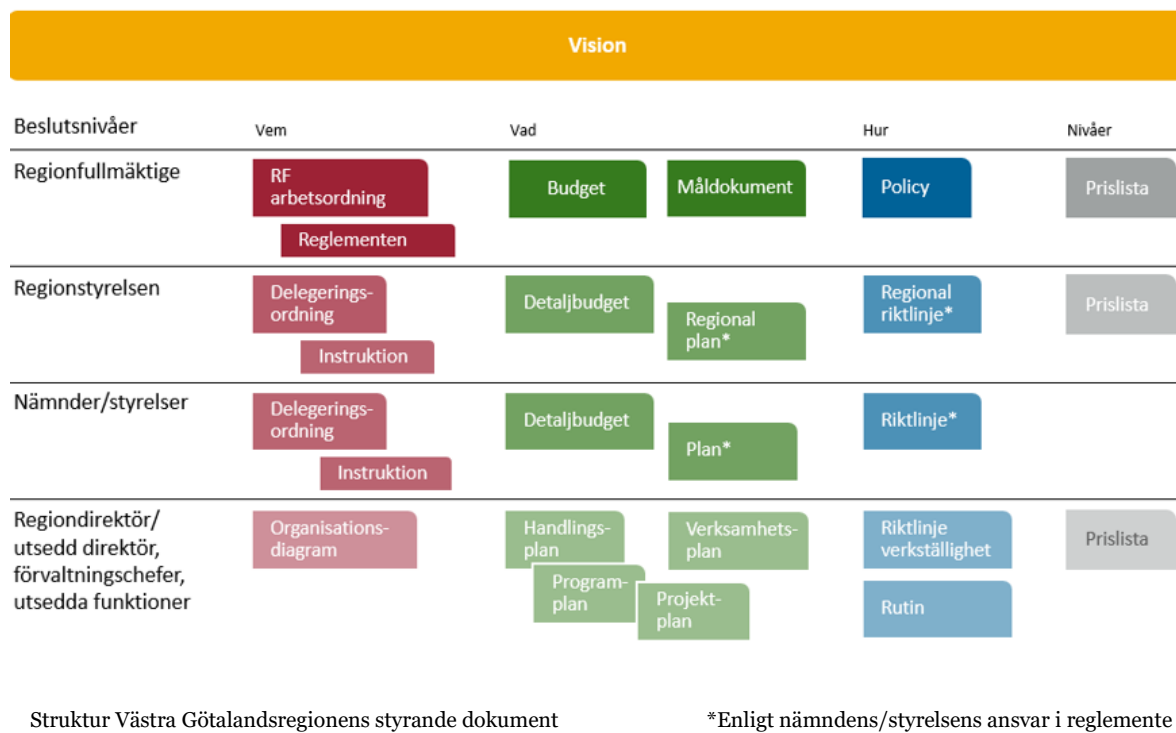 Vision
Beslutsnivåer
Vem
Vad
Hur
Nivåer
Regionfullmäktige
RF
arbetsordning
Reglementen
Budget
Måldokument
Policy
Prislista
Regionstyrelsen
Delegerings-
ordning
Instruktion
Detaljbudget
Regional
plan*
Regional
riktlinje*
Prislista
Nämnder/styrelser
Delegerings-
ordning
Instruktion
Detaljbudget
Plan*
Riktlinje*
Regiondirektör/
utsedd direktör,
förvaltningschefer,
utsedda funktioner
Organisations-
diagram
Handlings-
plan
Program-
plan
Verksamhets-
plan
Projekt-
plan
Riktlinje
verkställighet
Rutin
Prislista
Struktur Västra Götalandsregionens styrande dokument
*Enligt nämndens/styrelsens ansvar i reglemente